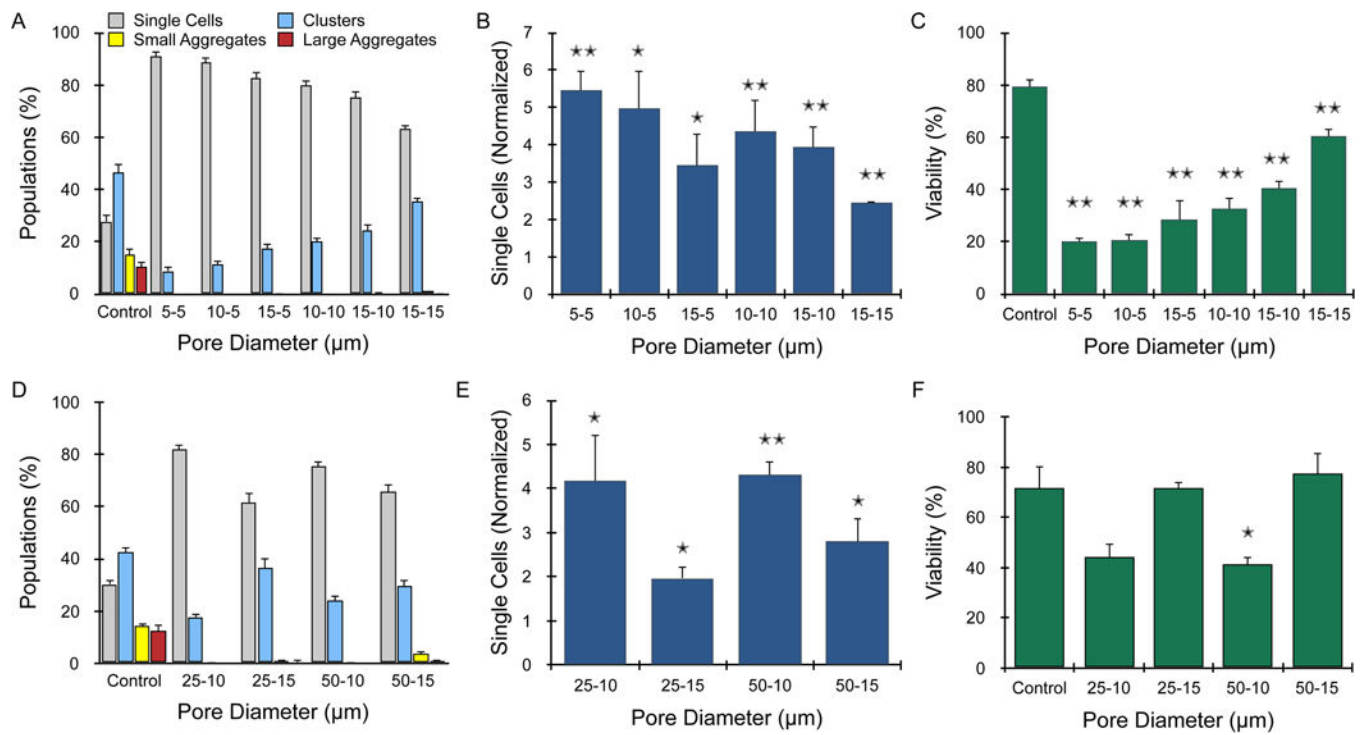 A
Single Cells
Clusters
Small Aggregates
Large Aggregates
100
80
60
40
20
0
Populations (%)
Control 5-5 10-5 15-5 10-10 15-10 15-15
Pore Diameter (µm)
B
7
6
5
4
3
2
1
0
Single Cells (Normalized)
★★ ★ ★ ★★ ★★ ★★
5-5 10-5 15-5 10-10 15-10 15-15
Pore Diameter (µm)
C
100
80
60
40
20
0
Viability (%)
★★ ★★ ★★ ★★ ★★ ★★
Control 5-5 10-5 15-5 10-10 15-10 15-15
Pore Diameter (µm)
D
100
80
60
40
20
0
Populations (%)
Control 25-10 25-15 50-10 50-15
Pore Diameter (µm)
E
6
5
4
3
2
1
0
Single Cells (Normalized)
★ ★ ★★ ★
25-10 25-15 50-10 50-15
Pore Diameter (µm)
F
100
80
60
40
20
0
Viability (%)
★
Control 25-10 25-15 50-10 50-15
Pore Diameter (µm)